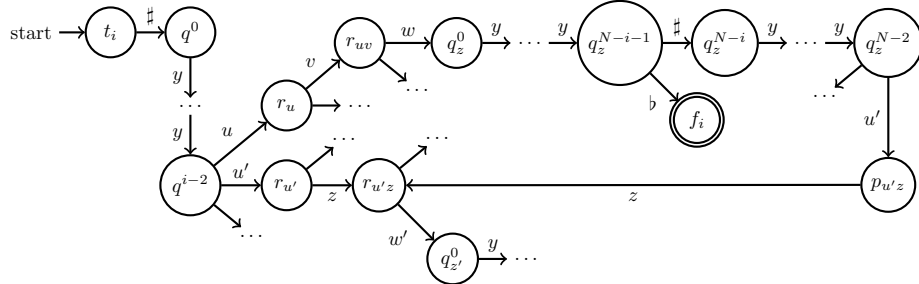 start t_i ♯ q^0 y ⋯ y q^{i-2}
u r_u v r_{uv} w q_z^0 y ⋯ y q_z^{N-i-1} ♯ q_z^{N-i} y ⋯ y q_z^{N-2}
⋯
⋯
♭ f_i
⋯
u' r_{u'} z r_{u'z} z p_{u'z} u'
⋯
⋯
⋯
w' q_{z'}^0 y ⋯